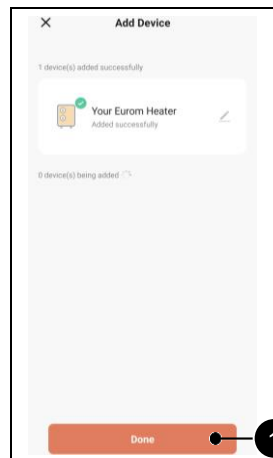 Add Device
1 device(s) added successfully
Your Eurom Heater
Added successfully
0 device(s) being added
Done